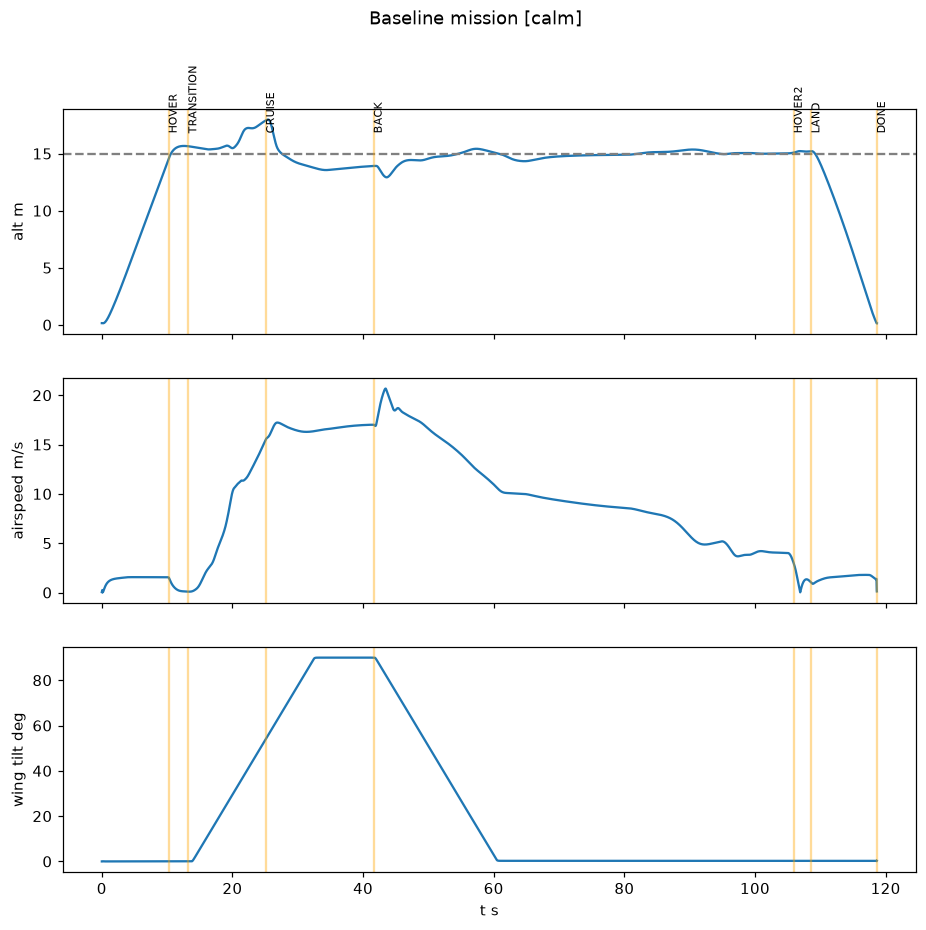 Baseline mission [calm]
HOVER
TRANSITION
CRUISE
BACK
HOVER2
LAND
DONE
alt m
15
10
5
0
airspeed m/s
20
15
10
5
0
wing tilt deg
80
60
40
20
0
0 20 40 60 80 100 120
t s